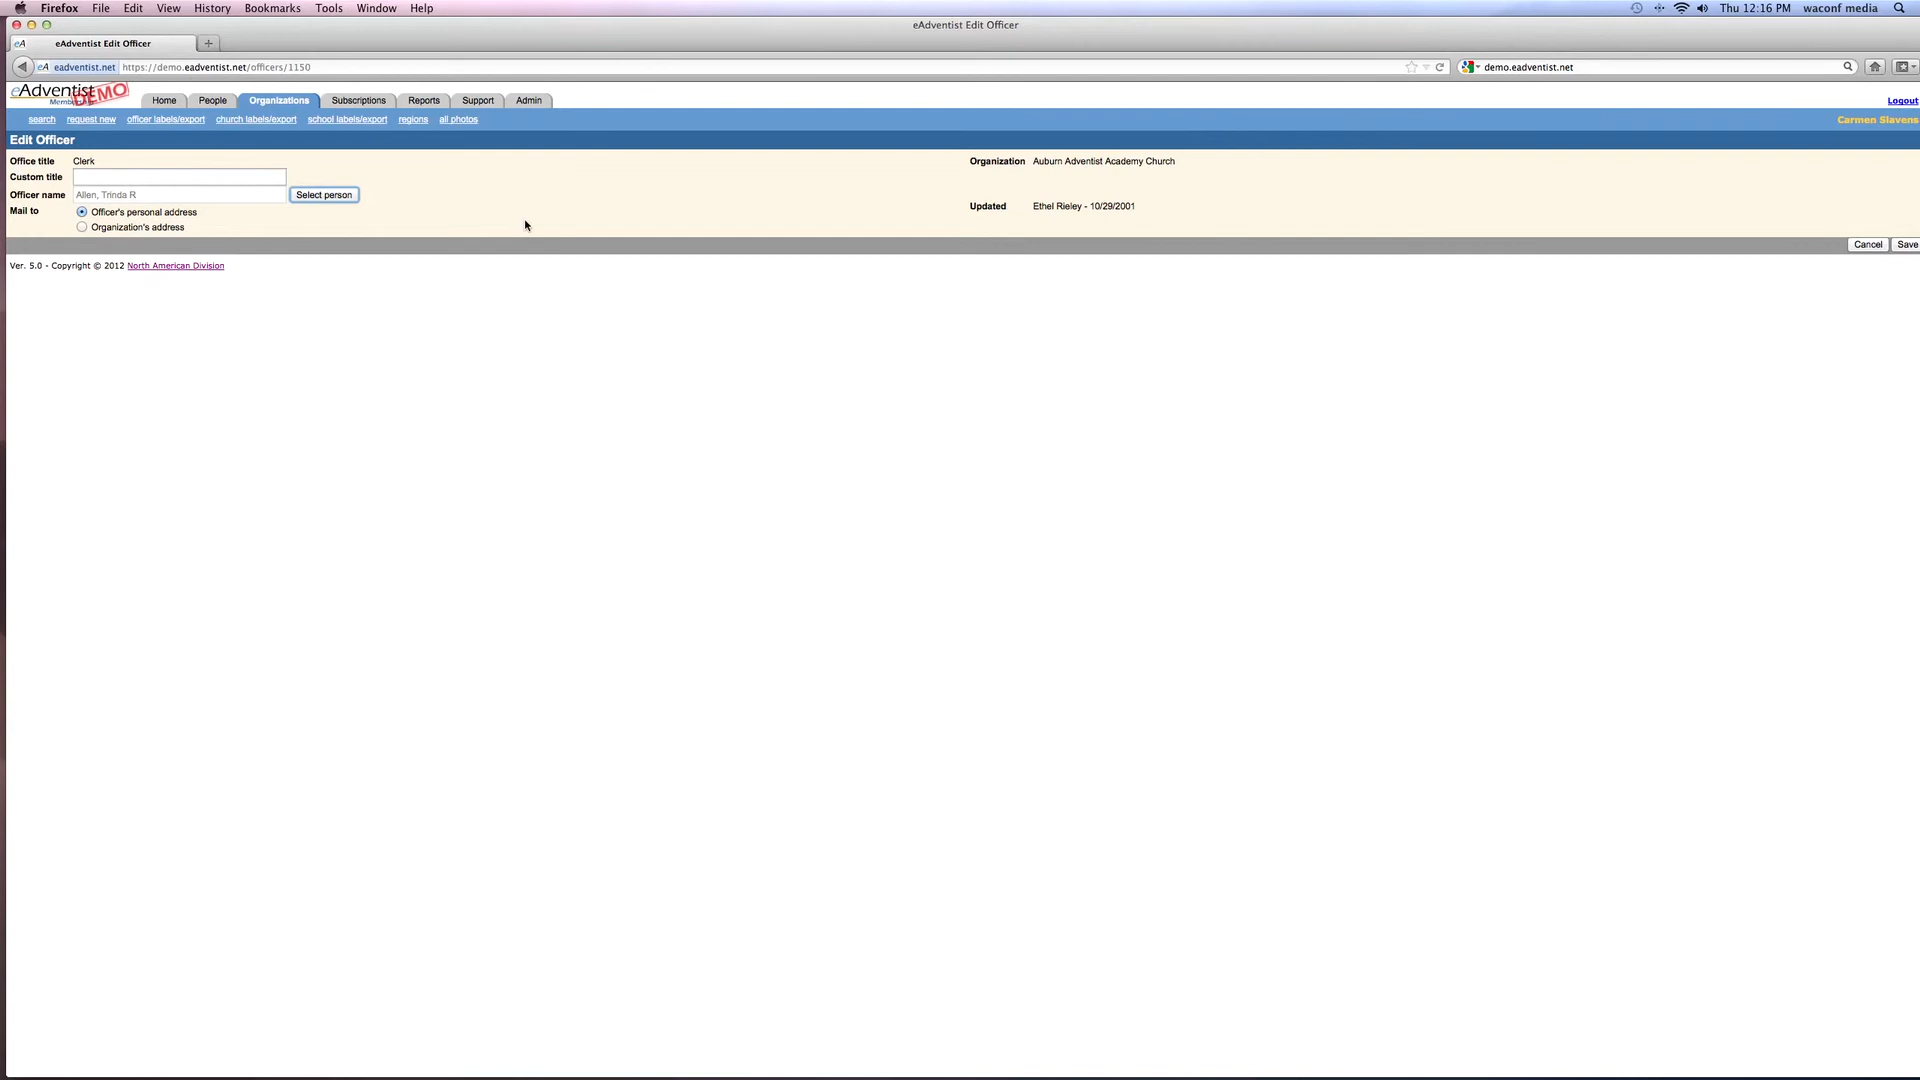 Firefox File Edit View History Bookmarks Tools Window Help Thu 12:16 PM waconf media
eAdventist Edit Officer
eA eAdventist Edit Officer +
eA eadventist.net https://demo.eadventist.net/officers/1150 demo.eadventist.net
eAdventist DEMO
Home People Organizations Subscriptions Reports Support Admin Logout
search request new officer labels/export church labels/export school labels/export regions all photos Carmen Slavens
Edit Officer
Office title Clerk Organization Auburn Adventist Academy Church
Custom title
Officer name Allen, Trinda R Select person
Updated Ethel Rieley - 10/29/2001
Mail to Officer's personal address
Organization's address
Cancel Save
Ver. 5.0 - Copyright © 2012 North American Division